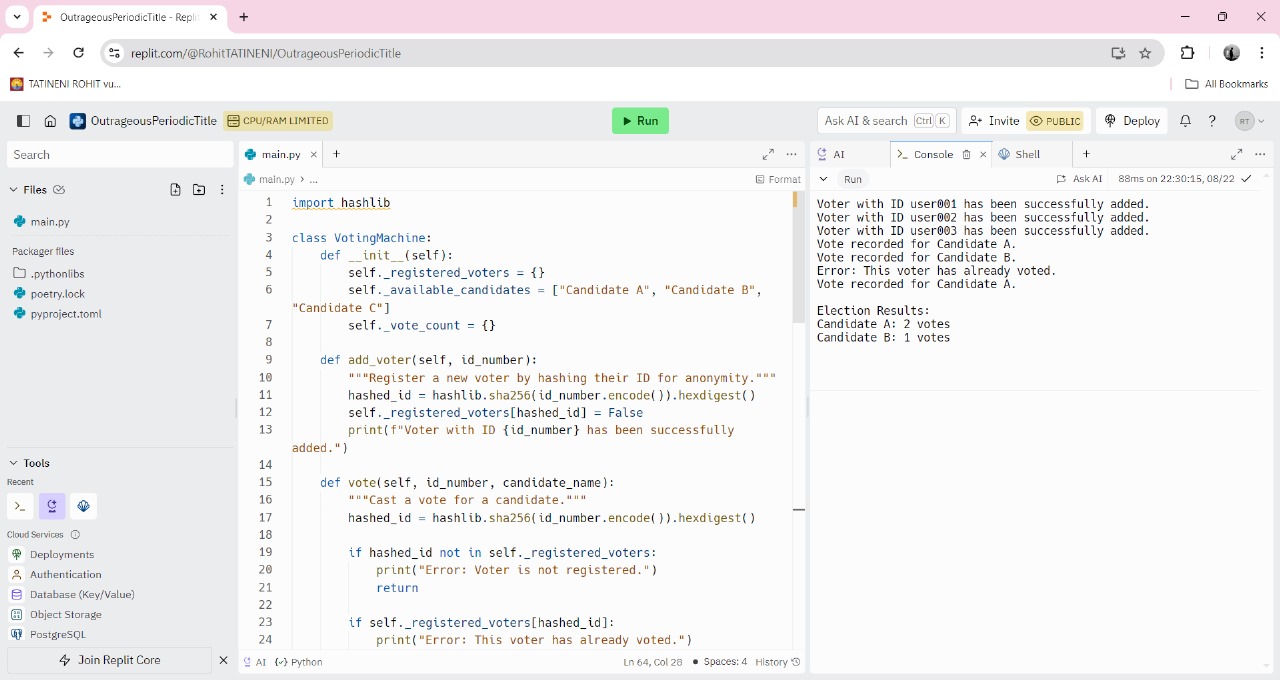 OutrageousPeriodicTitle - Repli
replit.com/@RohitTATINENI/OutrageousPeriodicTitle
TATINENI ROHIT vu...
All Bookmarks
OutrageousPeriodicTitle
CPU/RAM LIMITED
Run
Ask AI & search Ctrl K
Invite
PUBLIC
Deploy
?
RT
Search
Files
main.py
Packager files
.pythonlibs
poetry.lock
pyproject.toml
Tools
Recent
Cloud Services
Deployments
Authentication
Database (Key/Value)
Object Storage
PostgreSQL
Join Replit Core
main.py
main.py > ...
Format
1 import hashlib
2
3 class VotingMachine:
4 def __init__(self):
5 self._registered_voters = {}
6 self._available_candidates = ["Candidate A", "Candidate B",
"Candidate C"]
7 self._vote_count = {}
8
9 def add_voter(self, id_number):
10 """Register a new voter by hashing their ID for anonymity."""
11 hashed_id = hashlib.sha256(id_number.encode()).hexdigest()
12 self._registered_voters[hashed_id] = False
13 print(f"Voter with ID {id_number} has been successfully
added.")
14
15 def vote(self, id_number, candidate_name):
16 """Cast a vote for a candidate."""
17 hashed_id = hashlib.sha256(id_number.encode()).hexdigest()
18
19 if hashed_id not in self._registered_voters:
20 print("Error: Voter is not registered.")
21 return
22
23 if self._registered_voters[hashed_id]:
24 print("Error: This voter has already voted.")
AI
Python
Ln 64, Col 28
Spaces: 4
History
AI
Console
Shell
Run
Ask AI
88ms on 22:30:15, 08/22
Voter with ID user001 has been successfully added.
Voter with ID user002 has been successfully added.
Voter with ID user003 has been successfully added.
Vote recorded for Candidate A.
Vote recorded for Candidate B.
Error: This voter has already voted.
Vote recorded for Candidate A.
Election Results:
Candidate A: 2 votes
Candidate B: 1 votes